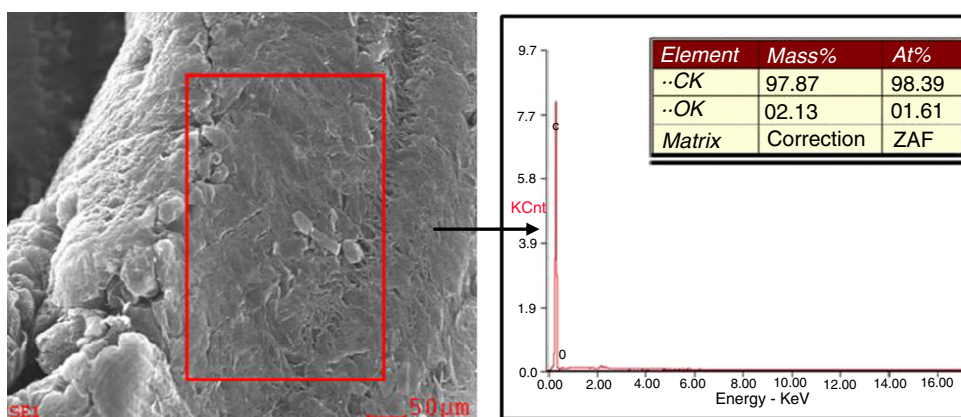 SE1
50μm
9.7
7.7
5.8
KCnt
3.9
1.9
0.0
c
0
Element Mass% At%
··CK 97.87 98.39
··OK 02.13 01.61
Matrix Correction ZAF
0.00 2.00 4.00 6.00 8.00 10.00 12.00 14.00 16.00
Energy - KeV